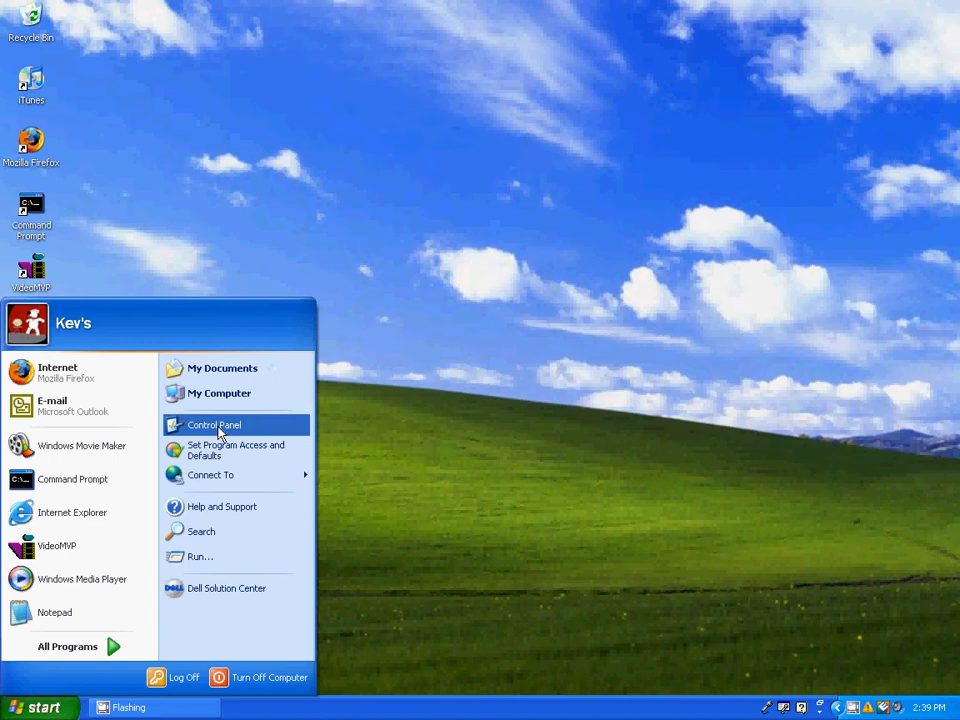 Recycle Bin
iTunes
Mozilla Firefox
C:\_
Command
Prompt
VideoMVP
Kev's
Internet
Mozilla Firefox
E-mail
Microsoft Outlook
Windows Movie Maker
C:\_
Command Prompt
Internet Explorer
VideoMVP
Windows Media Player
Notepad
All Programs
My Documents
My Computer
Control Panel
Set Program Access and
Defaults
Connect To
Help and Support
Search
Run...
DELL Dell Solution Center
Log Off
Turn Off Computer
start
Flashing
2:39 PM